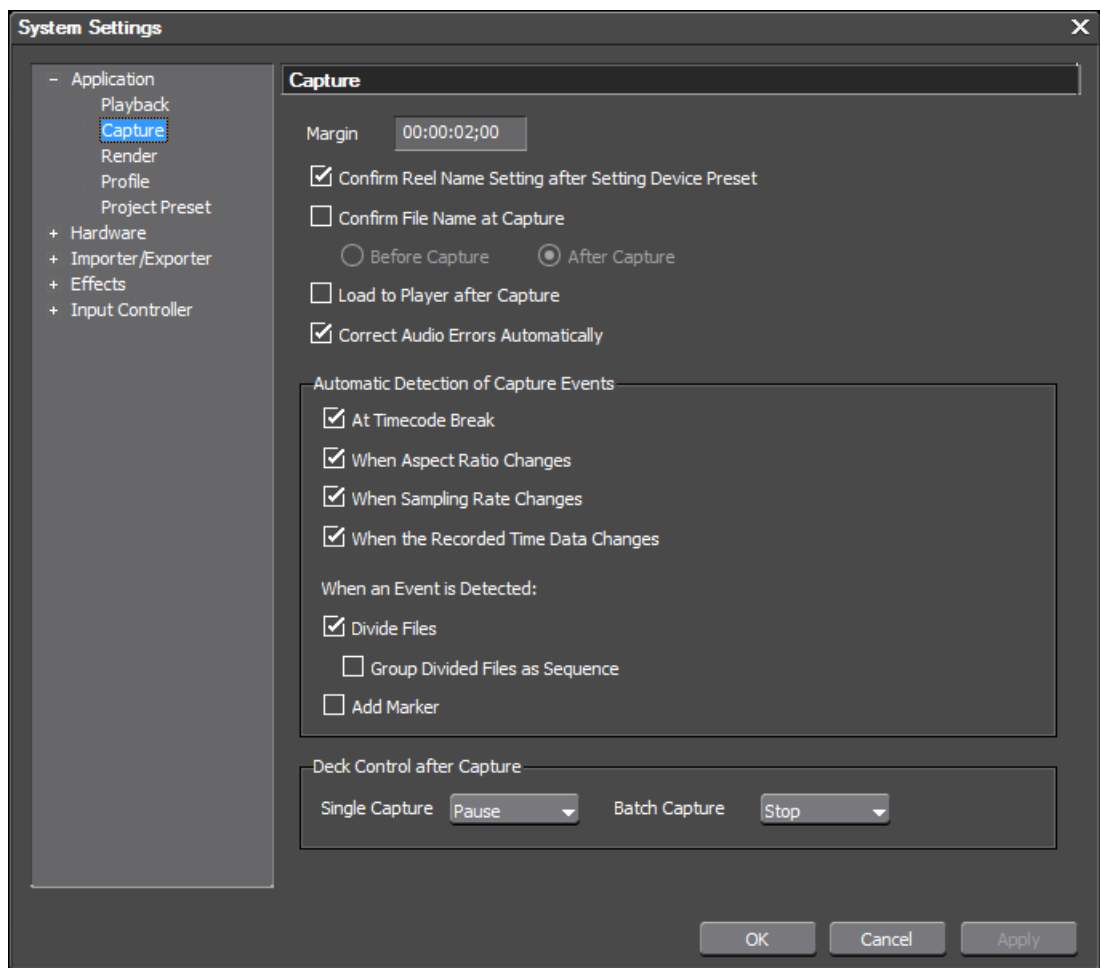 System Settings
Application
Playback
Capture
Render
Profile
Project Preset
Hardware
Importer/Exporter
Effects
Input Controller
Capture
Margin 00:00:02;00
Confirm Reel Name Setting after Setting Device Preset
Confirm File Name at Capture
Before Capture After Capture
Load to Player after Capture
Correct Audio Errors Automatically
Automatic Detection of Capture Events
At Timecode Break
When Aspect Ratio Changes
When Sampling Rate Changes
When the Recorded Time Data Changes
When an Event is Detected:
Divide Files
Group Divided Files as Sequence
Add Marker
Deck Control after Capture
Single Capture Pause Batch Capture Stop
OK Cancel Apply